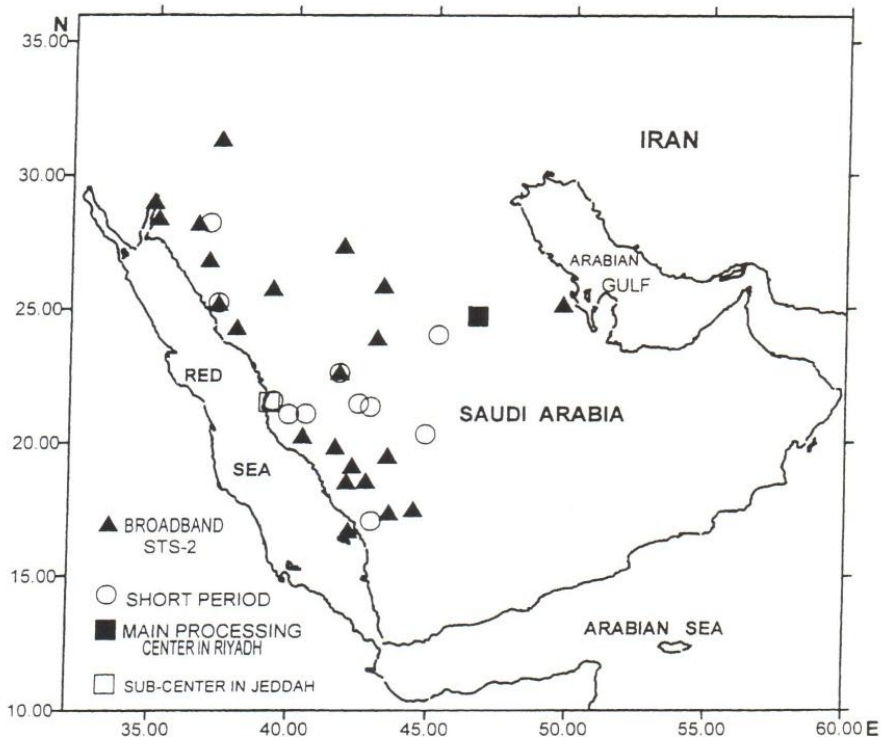 N
35.00
IRAN
30.00
ARABIAN
GULF
25.00
RED
SAUDI ARABIA
20.00
SEA
BROADBAND
STS-2
15.00
SHORT PERIOD
MAIN PROCESSING
CENTER IN RIYADH
ARABIAN SEA
SUB-CENTER IN JEDDAH
10.00
35.00 40.00 45.00 50.00 55.00 60.00 E